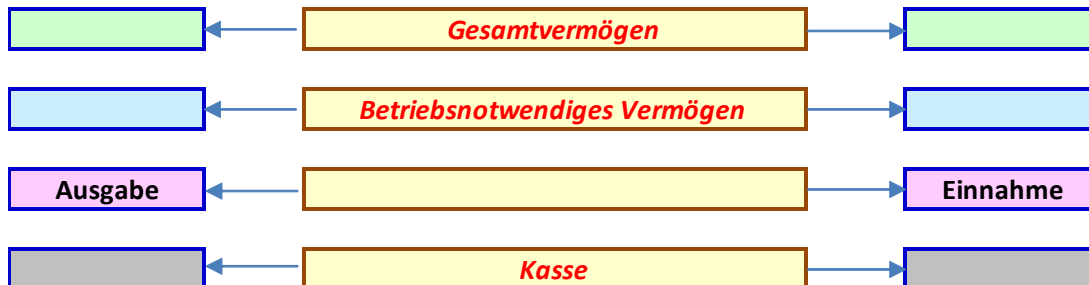 Gesamtvermögen
Betriebsnotwendiges Vermögen
Ausgabe Einnahme
Kasse